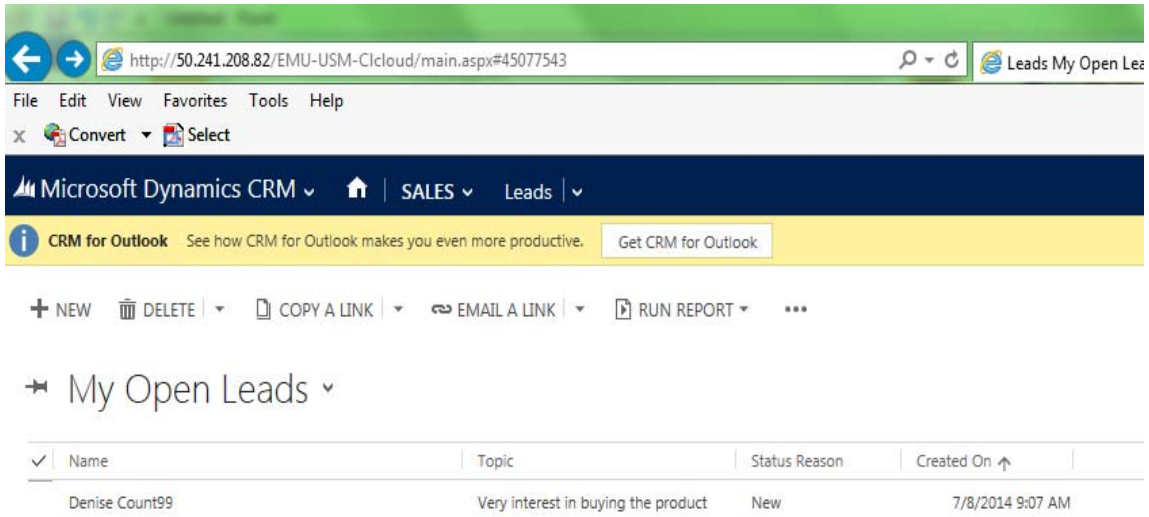 http://50.241.208.82/EMU-USM-CIcloud/main.aspx#45077543 Leads My Open Lea
File Edit View Favorites Tools Help
x Convert Select
Microsoft Dynamics CRM SALES Leads
CRM for Outlook See how CRM for Outlook makes you even more productive. Get CRM for Outlook
NEW DELETE COPY A LINK EMAIL A LINK RUN REPORT ...
My Open Leads
Name Topic Status Reason Created On
Denise Count99 Very interest in buying the product New 7/8/2014 9:07 AM